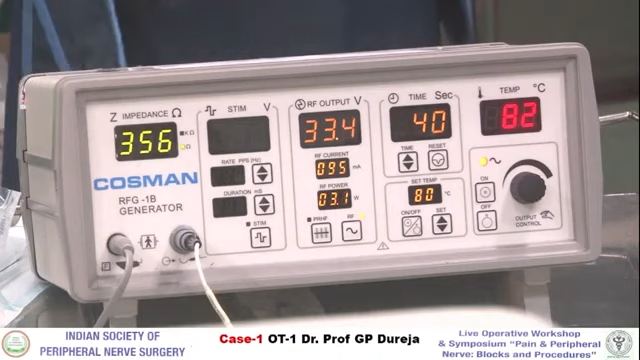 Z IMPEDANCE Ω
356
KΩ
Ω
STIM V
RATE PPS (Hz)
DURATION mS
STIM
RF OUTPUT V
33.4
RF CURRENT
095 mA
RF POWER
03.1 W
PRHF RF
TIME Sec
40
TIME RESET
SET TEMP
80 °C
ON/OFF SET
TEMP °C
82
ON
OFF
OUTPUT
CONTROL
COSMAN
RFG -1B
GENERATOR
INDIAN SOCIETY OF
PERIPHERAL NERVE SURGERY
Case-1 OT-1 Dr. Prof GP Dureja
Live Operative Workshop
& Symposium "Pain & Peripheral
Nerve: Blocks and Procedures"